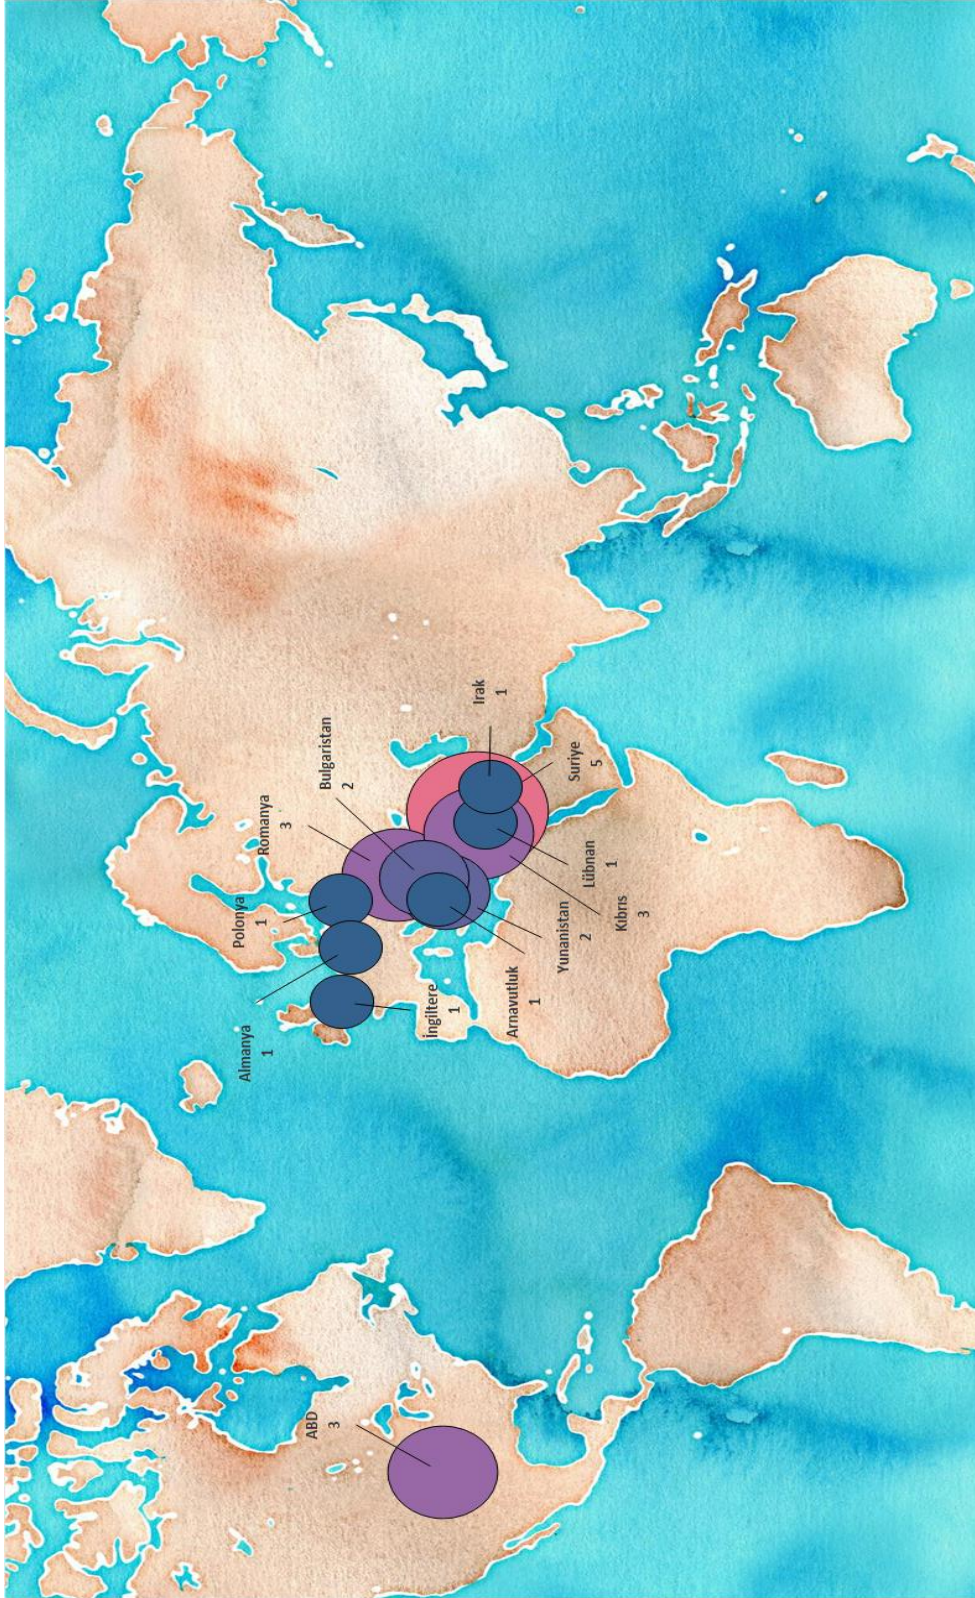 ABD
3
Almanya
1
İngiltere
1
Polonya
1
Romanya
3
Bulgaristan
2
Arnavutluk
1
Yunanistan
2
Kıbrıs
3
Lübnan
1
Suriye
5
Irak
1